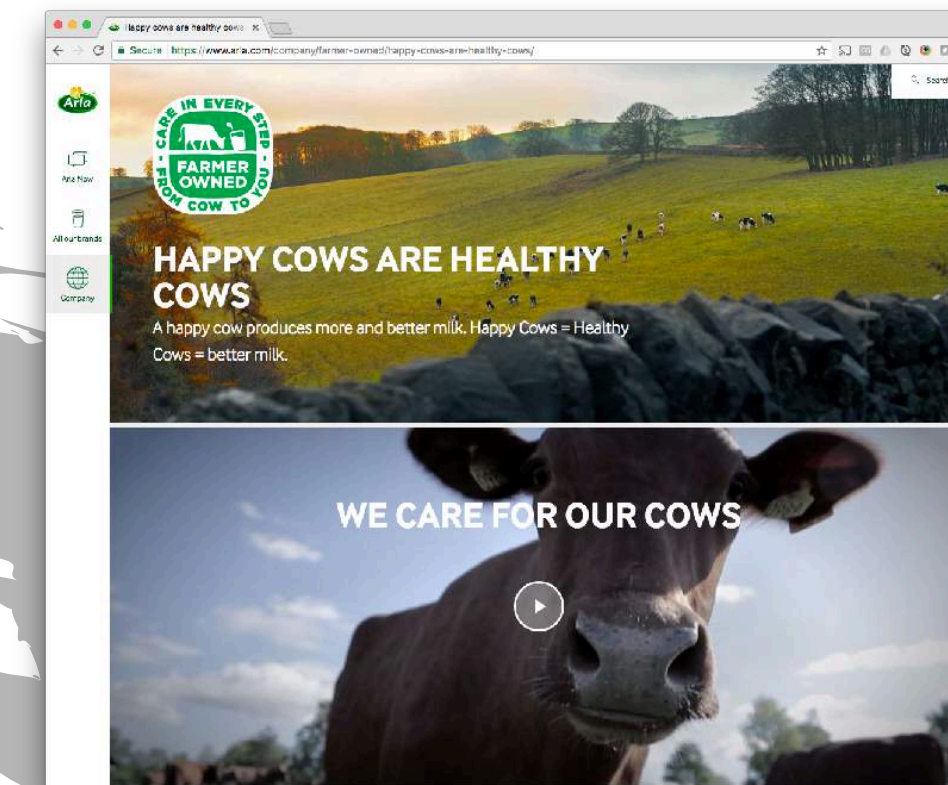 Happy cows are healthy cows
Secure https://www.arla.com/company/farmer-owned/happy-cows-are-healthy-cows/
Search
Arla
Arla Now
All our brands
Company
CARE IN EVERY STEP
FARMER
OWNED
FROM COW TO YOU
HAPPY COWS ARE HEALTHY
COWS
A happy cow produces more and better milk. Happy Cows = Healthy
Cows = better milk.
WE CARE FOR OUR COWS